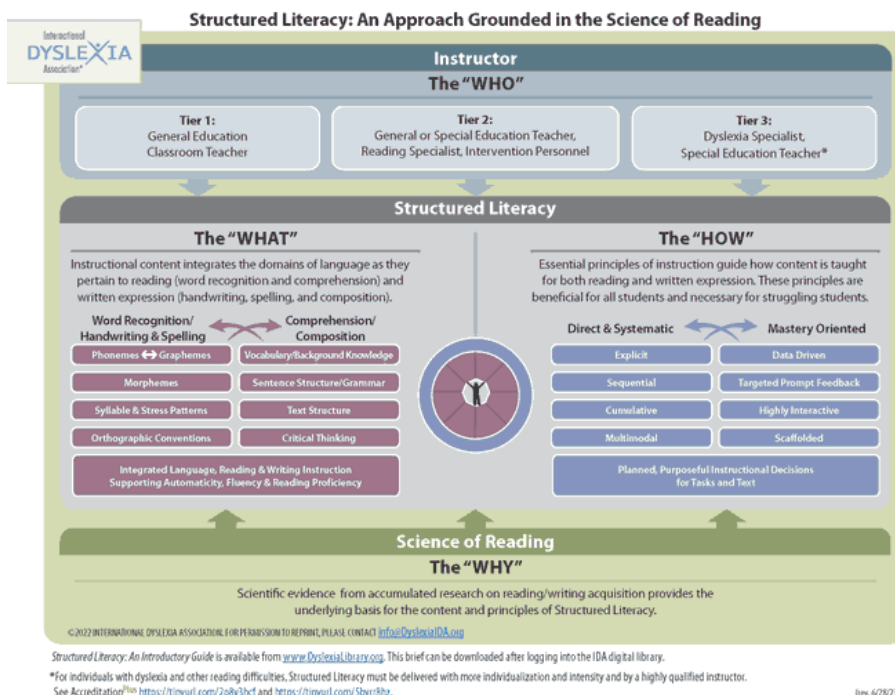 Structured Literacy: An Approach Grounded in the Science of Reading
International
DYSLEXIA
Association®
Instructor
The "WHO"
Tier 1:
General Education
Classroom Teacher
Tier 2:
General or Special Education Teacher,
Reading Specialist, Intervention Personnel
Tier 3:
Dyslexia Specialist,
Special Education Teacher*
Structured Literacy
The "WHAT"
Instructional content integrates the domains of language as they
pertain to reading (word recognition and comprehension) and
written expression (handwriting, spelling, and composition).
Word Recognition/
Handwriting & Spelling
Comprehension/
Composition
Phonemes ↔ Graphemes
Vocabulary/Background Knowledge
Morphemes
Sentence Structure/Grammar
Syllable & Stress Patterns
Text Structure
Orthographic Conventions
Critical Thinking
Integrated Language, Reading & Writing Instruction
Supporting Automaticity, Fluency & Reading Proficiency
The "HOW"
Essential principles of instruction guide how content is taught
for both reading and written expression. These principles are
beneficial for all students and necessary for struggling students.
Direct & Systematic
Mastery Oriented
Explicit
Data Driven
Sequential
Targeted Prompt Feedback
Cumulative
Highly Interactive
Multimodal
Scaffolded
Planned, Purposeful Instructional Decisions
for Tasks and Text
Science of Reading
The "WHY"
Scientific evidence from accumulated research on reading/writing acquisition provides the
underlying basis for the content and principles of Structured Literacy.
©2022 INTERNATIONAL DYSLEXIA ASSOCIATION. FOR PERMISSION TO REPRINT, PLEASE CONTACT info@DyslexiaIDA.org
Structured Literacy: An Introductory Guide is available from www.DyslexiaLibrary.org. This brief can be downloaded after logging into the IDA digital library.
*For individuals with dyslexia and other reading difficulties, Structured Literacy must be delivered with more individualization and intensity and by a highly qualified instructor.
See Accreditation Plus and